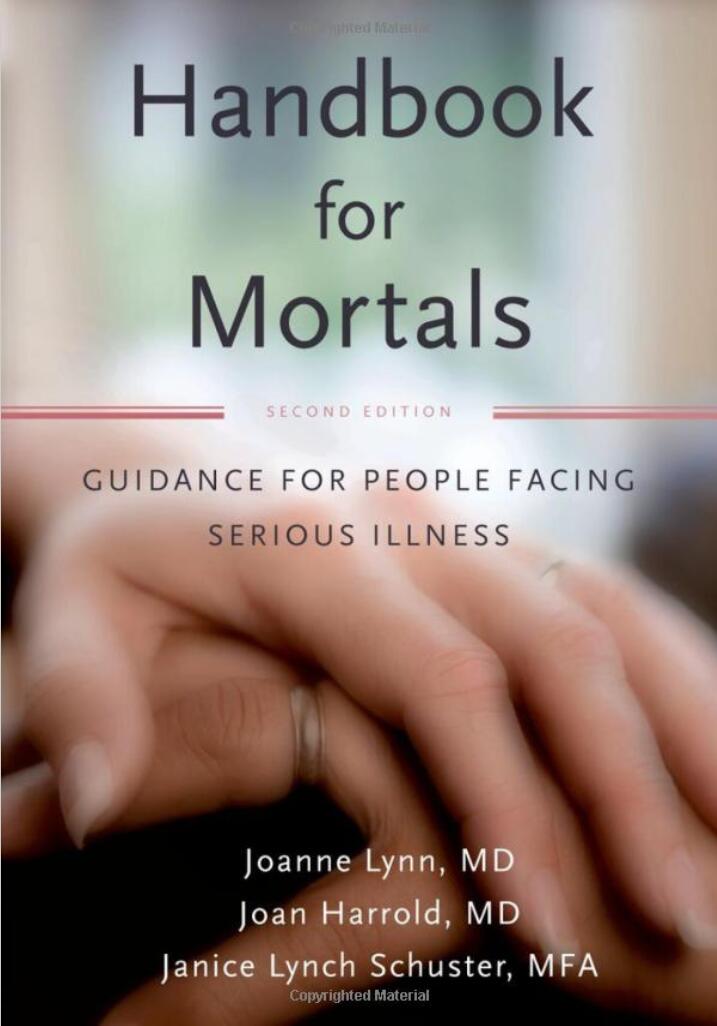 Copyrighted Material
Handbook
for
Mortals
SECOND EDITION
GUIDANCE FOR PEOPLE FACING
SERIOUS ILLNESS
Joanne Lynn, MD
Joan Harrold, MD
Janice Lynch Schuster, MFA
Copyrighted Material